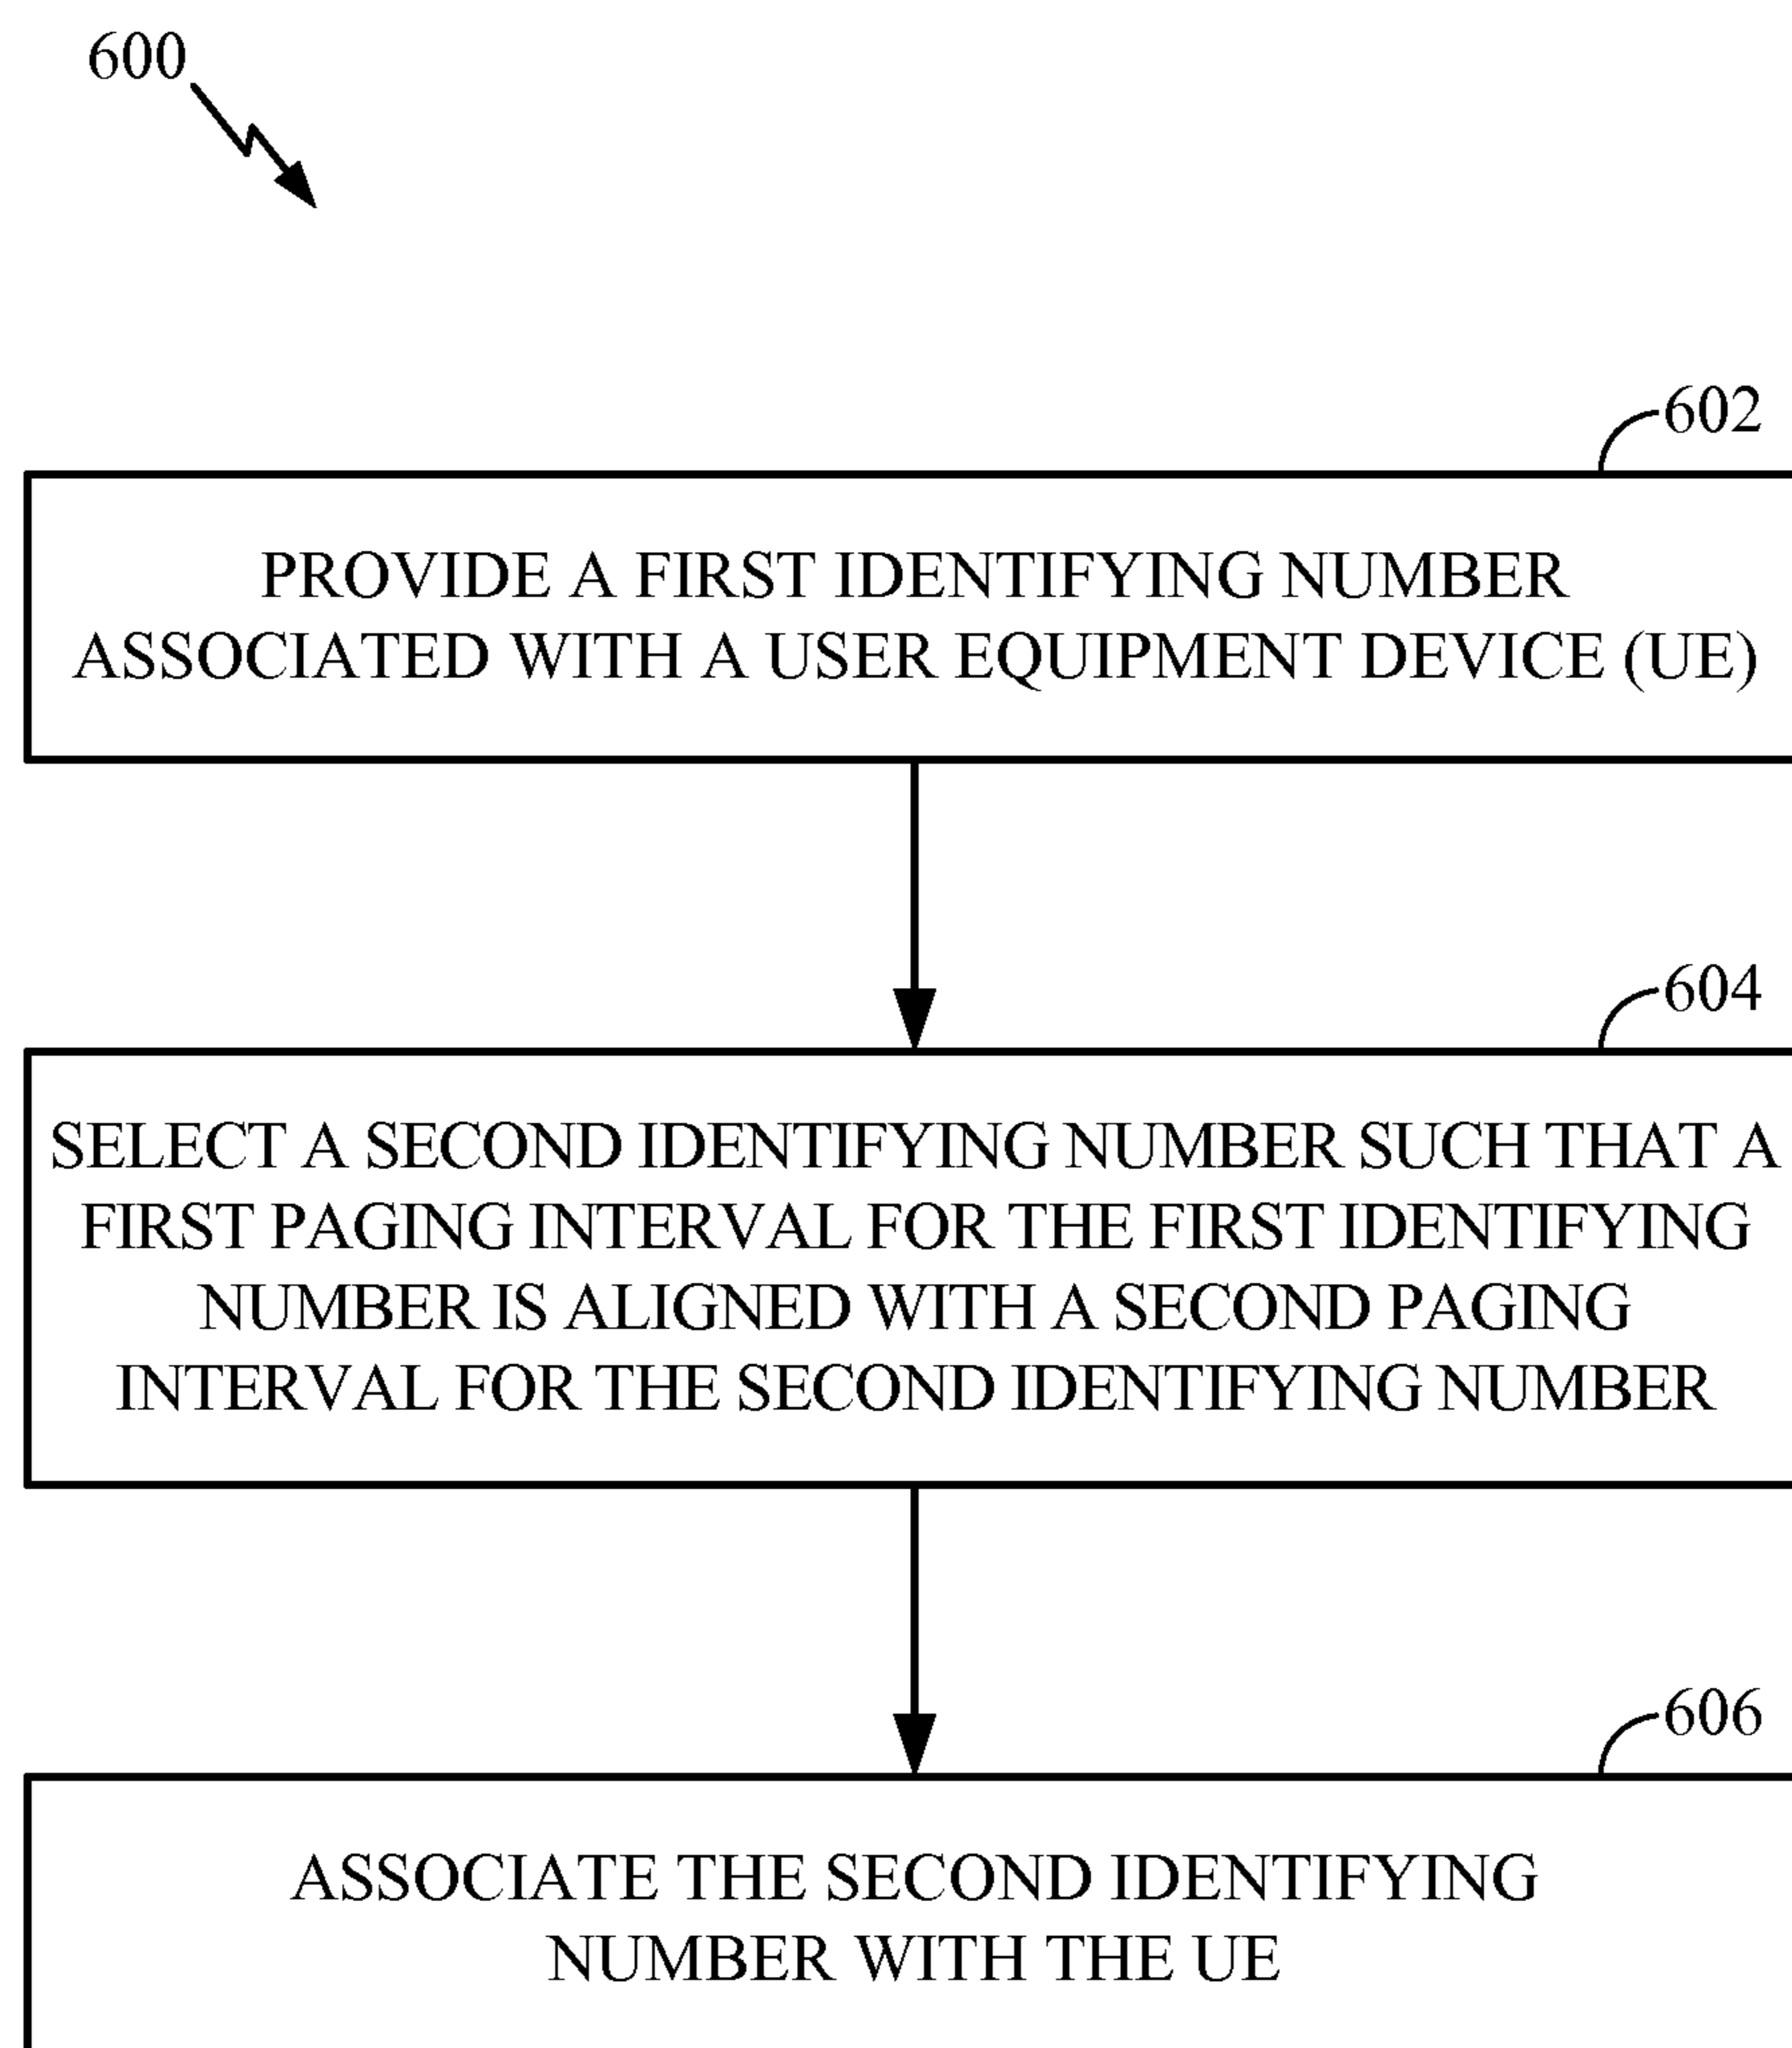 600
602
PROVIDE A FIRST IDENTIFYING NUMBER
ASSOCIATED WITH A USER EQUIPMENT DEVICE (UE)
604
SELECT A SECOND IDENTIFYING NUMBER SUCH THAT A
FIRST PAGING INTERVAL FOR THE FIRST IDENTIFYING
NUMBER IS ALIGNED WITH A SECOND PAGING
INTERVAL FOR THE SECOND IDENTIFYING NUMBER
606
ASSOCIATE THE SECOND IDENTIFYING
NUMBER WITH THE UE